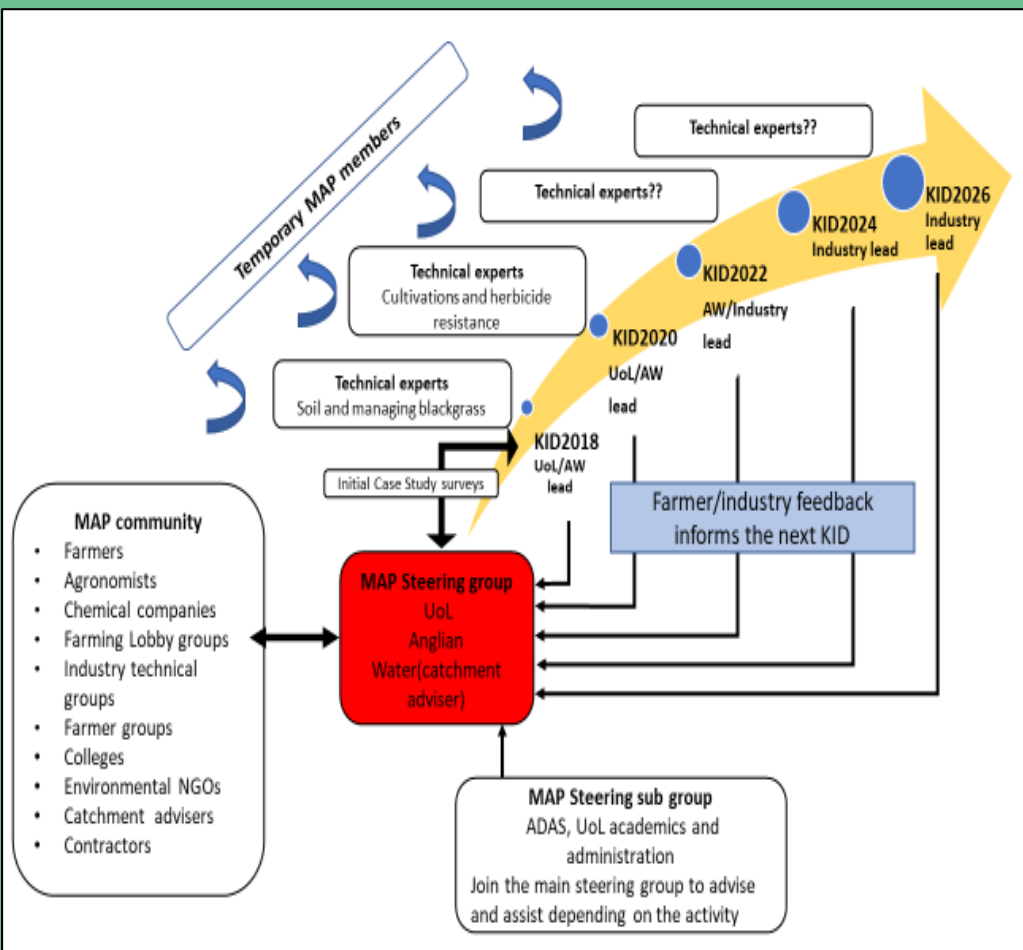 Temporary MAP members
Technical experts??
Technical experts??
Technical experts
Cultivations and herbicide
resistance
Technical experts
Soil and managing blackgrass
KID2026
Industry
lead
KID2024
Industry lead
KID2022
AW/Industry
lead
KID2020
UoL/AW
lead
KID2018
UoL/AW
lead
Initial Case Study surveys
Farmer/industry feedback
informs the next KID
MAP community
• Farmers
• Agronomists
• Chemical companies
• Farming Lobby groups
• Industry technical
groups
• Farmer groups
• Colleges
• Environmental NGOs
• Catchment advisers
• Contractors
MAP Steering group
UoL
Anglian
Water(catchment
adviser)
MAP Steering sub group
ADAS, UoL academics and
administration
Join the main steering group to advise
and assist depending on the activity